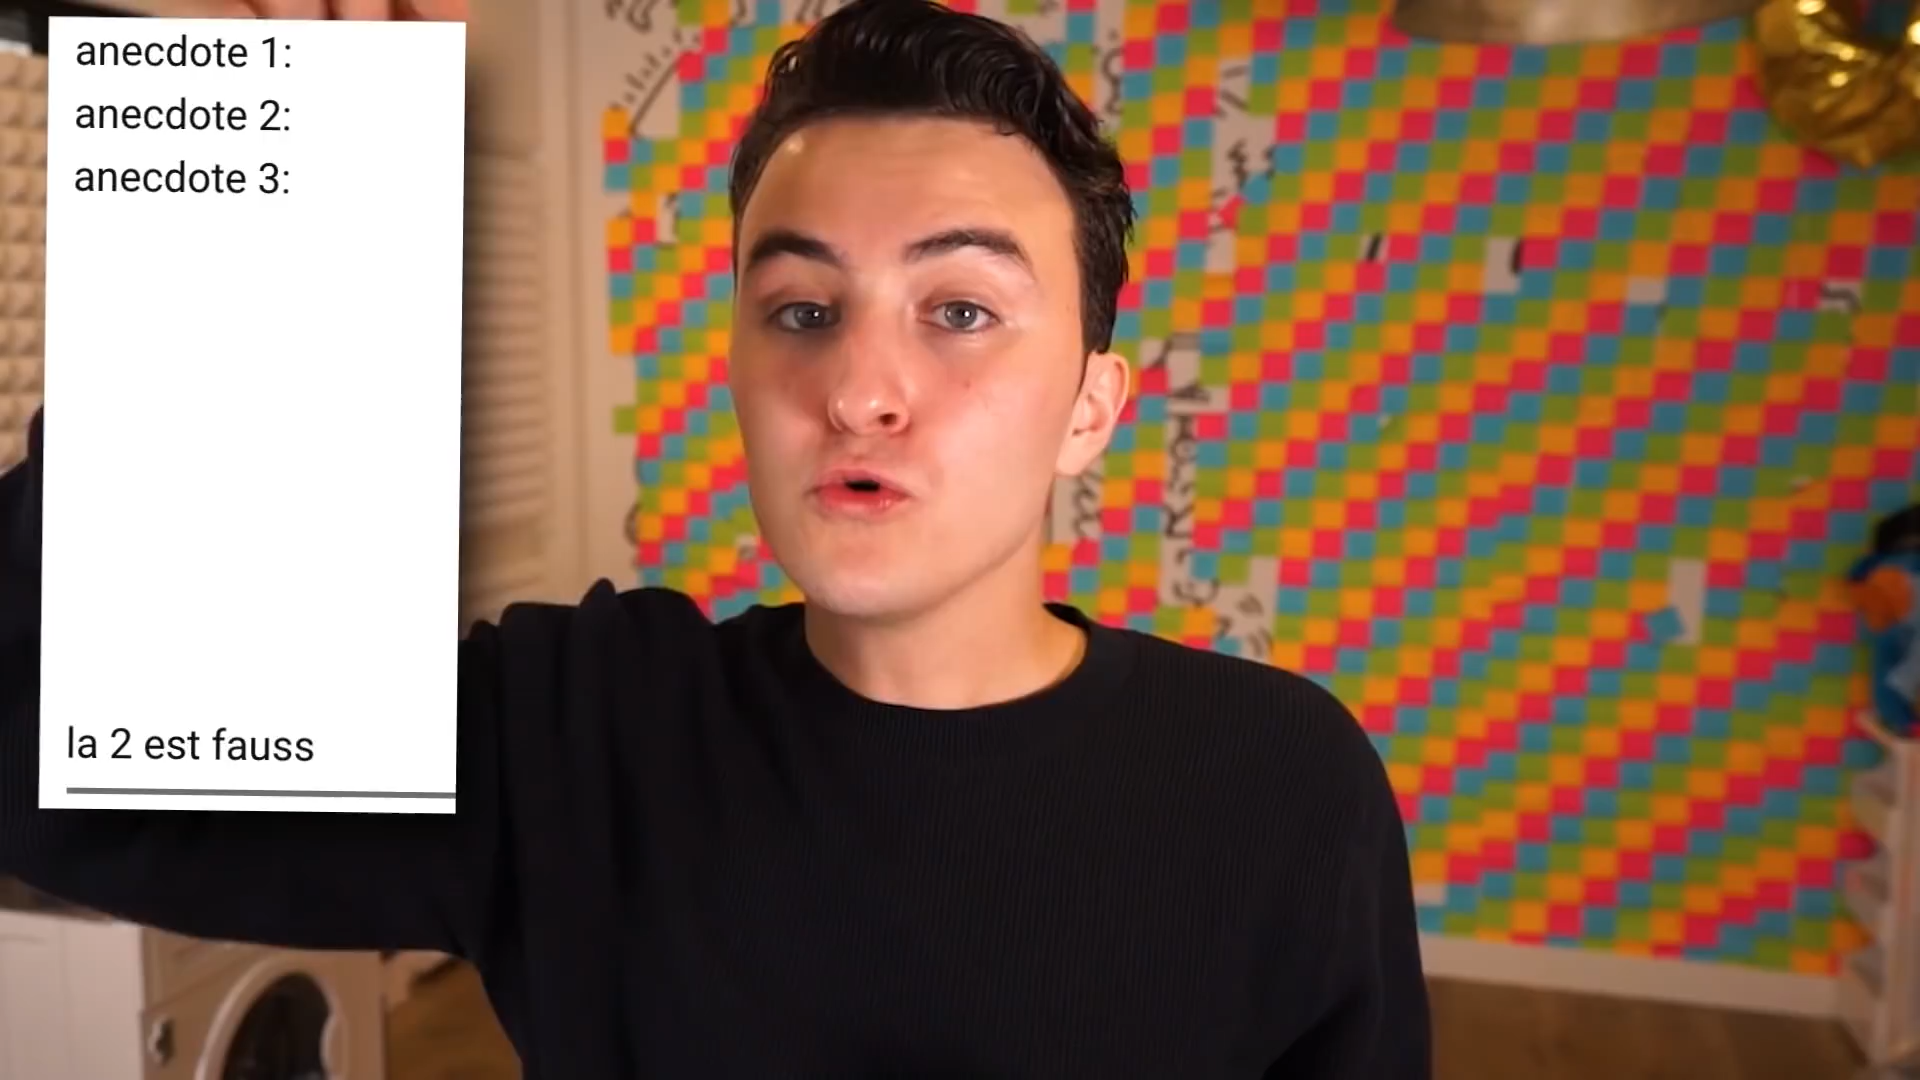 anecdote 1:
anecdote 2:
anecdote 3:
la 2 est fauss